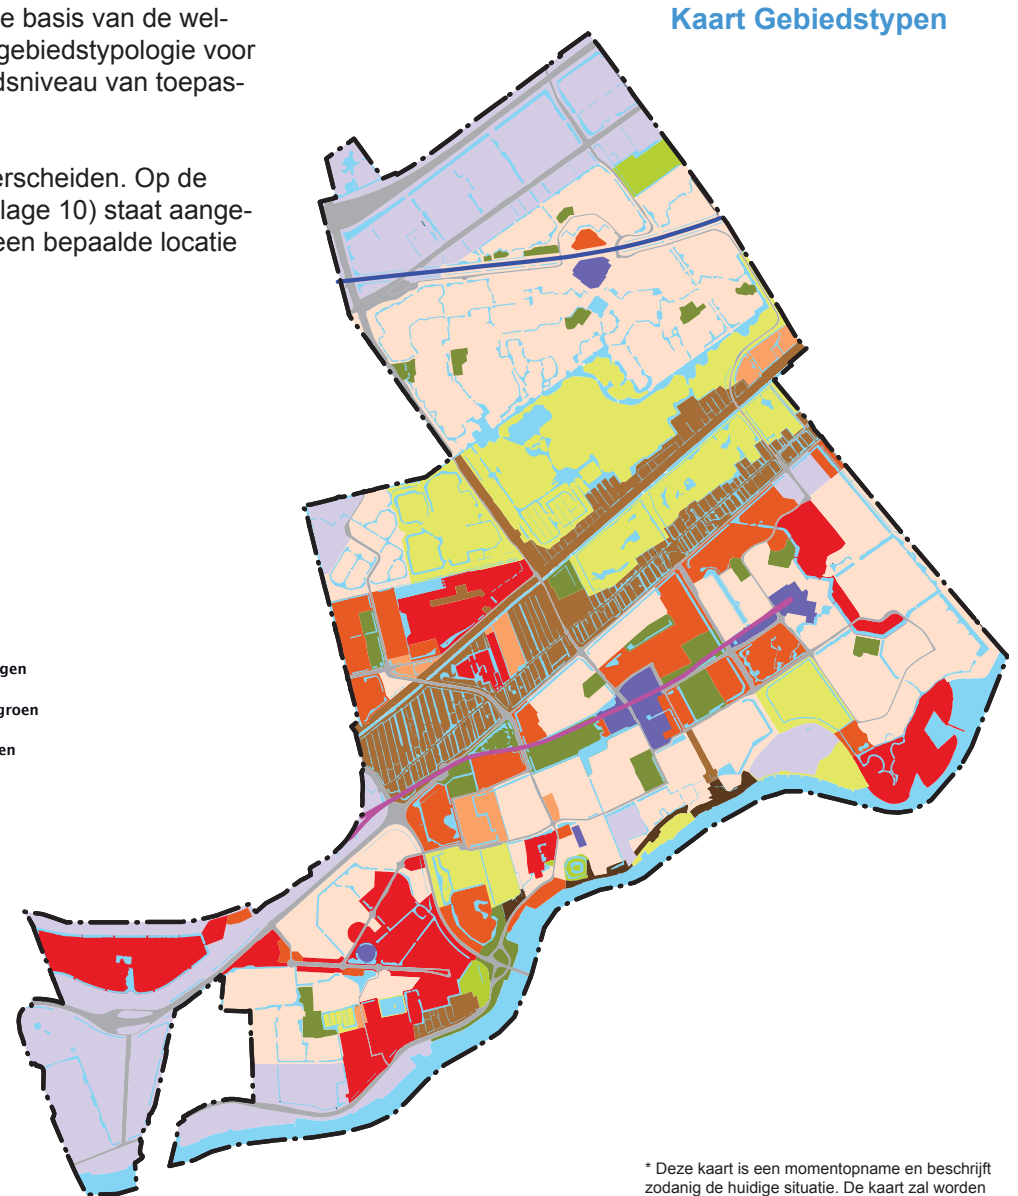 e basis van de wel-
gebiedstypologie voor
dsniveau van toepas-
erscheiden. Op de
lage 10) staat aange-
een bepaalde locatie
Kaart Gebiedstypen
gen
groen
en
* Deze kaart is een momentopname en beschrijft
zodanig de huidige situatie. De kaart zal worden